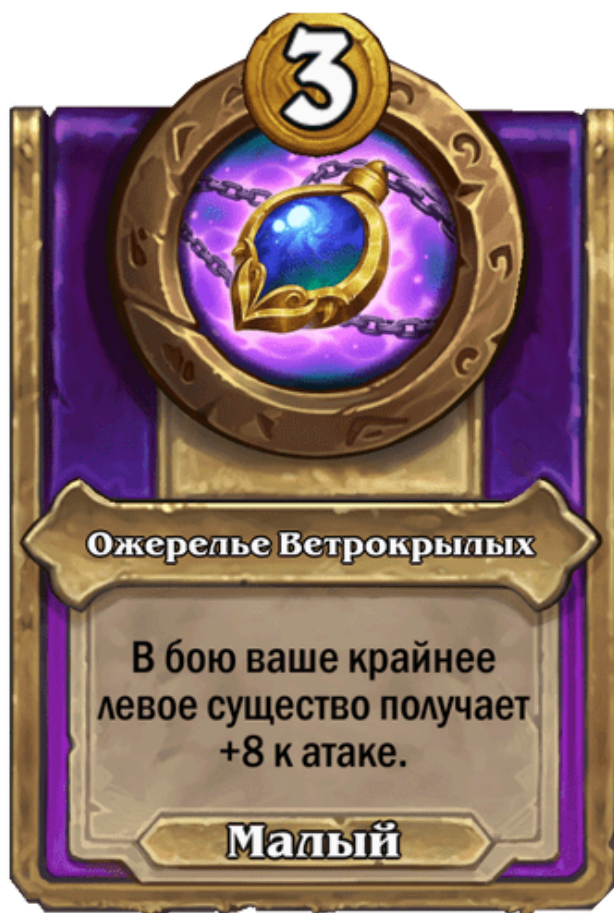 3
Ожерелье Ветрокрылых
В бою ваше крайнее
левое существо получает
+8 к атаке.
Малый